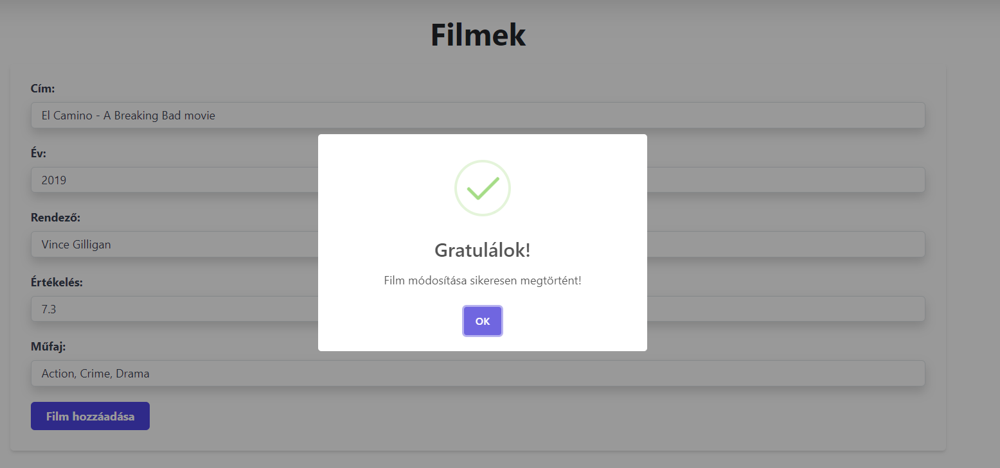 Filmek
Cím:
El Camino - A Breaking Bad movie
Év:
2019
Rendező:
Vince Gilligan
Értékelés:
7.3
Műfaj:
Action, Crime, Drama
Film hozzáadása
Gratulálok!
Film módosítása sikeresen megtörtént!
OK